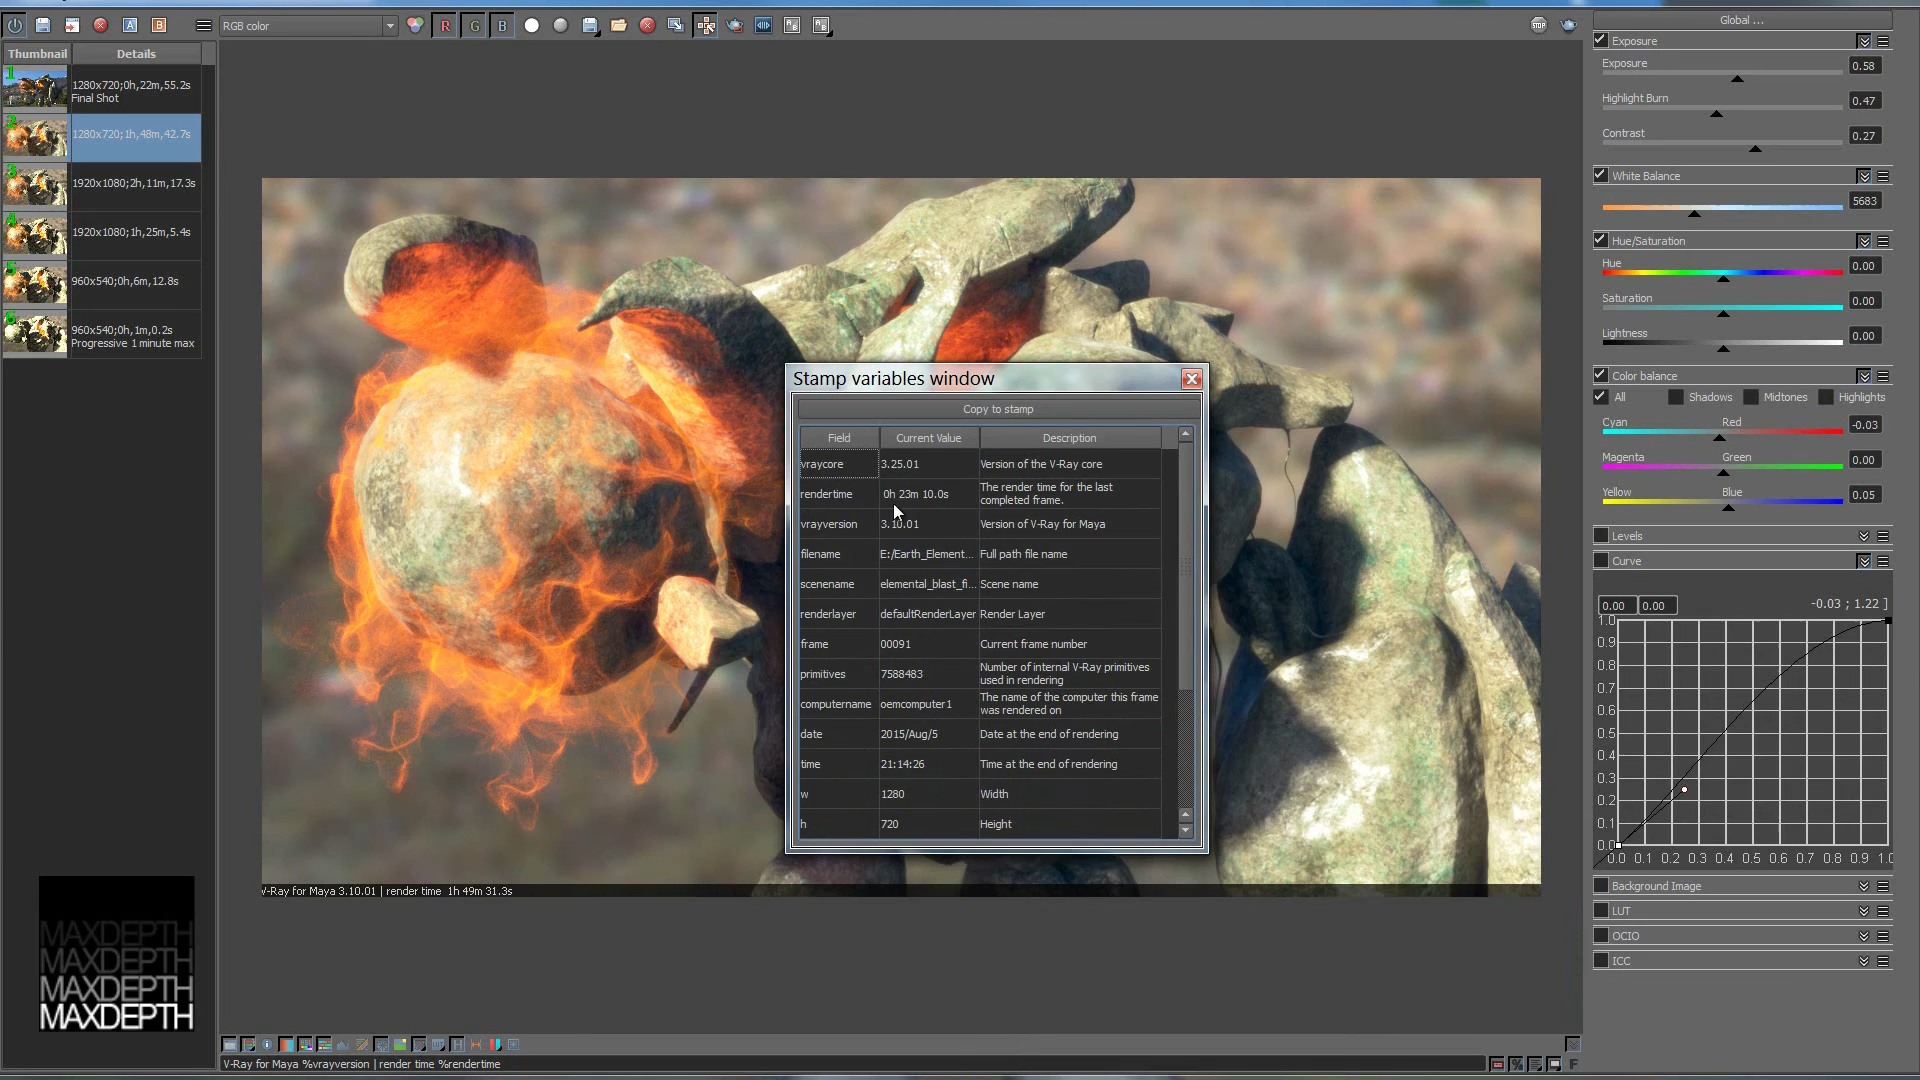 RGB color
R
G
B
A
B
STOP
Thumbnail Details
1 1280x720;0h,22m,55.2s
Final Shot
2 1280x720;1h,48m,42.7s
3 1920x1080;2h,11m,17.3s
4 1920x1080;1h,25m,5.4s
5 960x540;0h,6m,12.8s
6 960x540;0h,1m,0.2s
Progressive 1 minute max
MAXDEPTH
MAXDEPTH
MAXDEPTH
MAXDEPTH
Stamp variables window
Copy to stamp
Field Current Value Description
vraycore 3.25.01 Version of the V-Ray core
rendertime 0h 23m 10.0s The render time for the last
completed frame.
vrayversion 3.10.01 Version of V-Ray for Maya
filename E:/Earth_Element... Full path file name
scenename elemental_blast_fi... Scene name
renderlayer defaultRenderLayer Render Layer
frame 00091 Current frame number
primitives 7588483 Number of internal V-Ray primitives
used in rendering
computername oemcomputer1 The name of the computer this frame
was rendered on
date 2015/Aug/5 Date at the end of rendering
time 21:14:26 Time at the end of rendering
w 1280 Width
h 720 Height
V-Ray for Maya 3.10.01 | render time 1h 49m 31.3s
V-Ray for Maya %vrayversion | render time %rendertime
F
Global ...
Exposure
Exposure 0.58
Highlight Burn 0.47
Contrast 0.27
White Balance
5683
Hue/Saturation
Hue 0.00
Saturation 0.00
Lightness 0.00
Color balance
All Shadows Midtones Highlights
Cyan Red -0.03
Magenta Green 0.00
Yellow Blue 0.05
Levels
Curve
0.00 0.00 -0.03 ; 1.22 ]
1.0
0.9
0.8
0.7
0.6
0.5
0.4
0.3
0.2
0.1
0.0
0.0 0.1 0.2 0.3 0.4 0.5 0.6 0.7 0.8 0.9 1.0
Background Image
LUT
OCIO
ICC